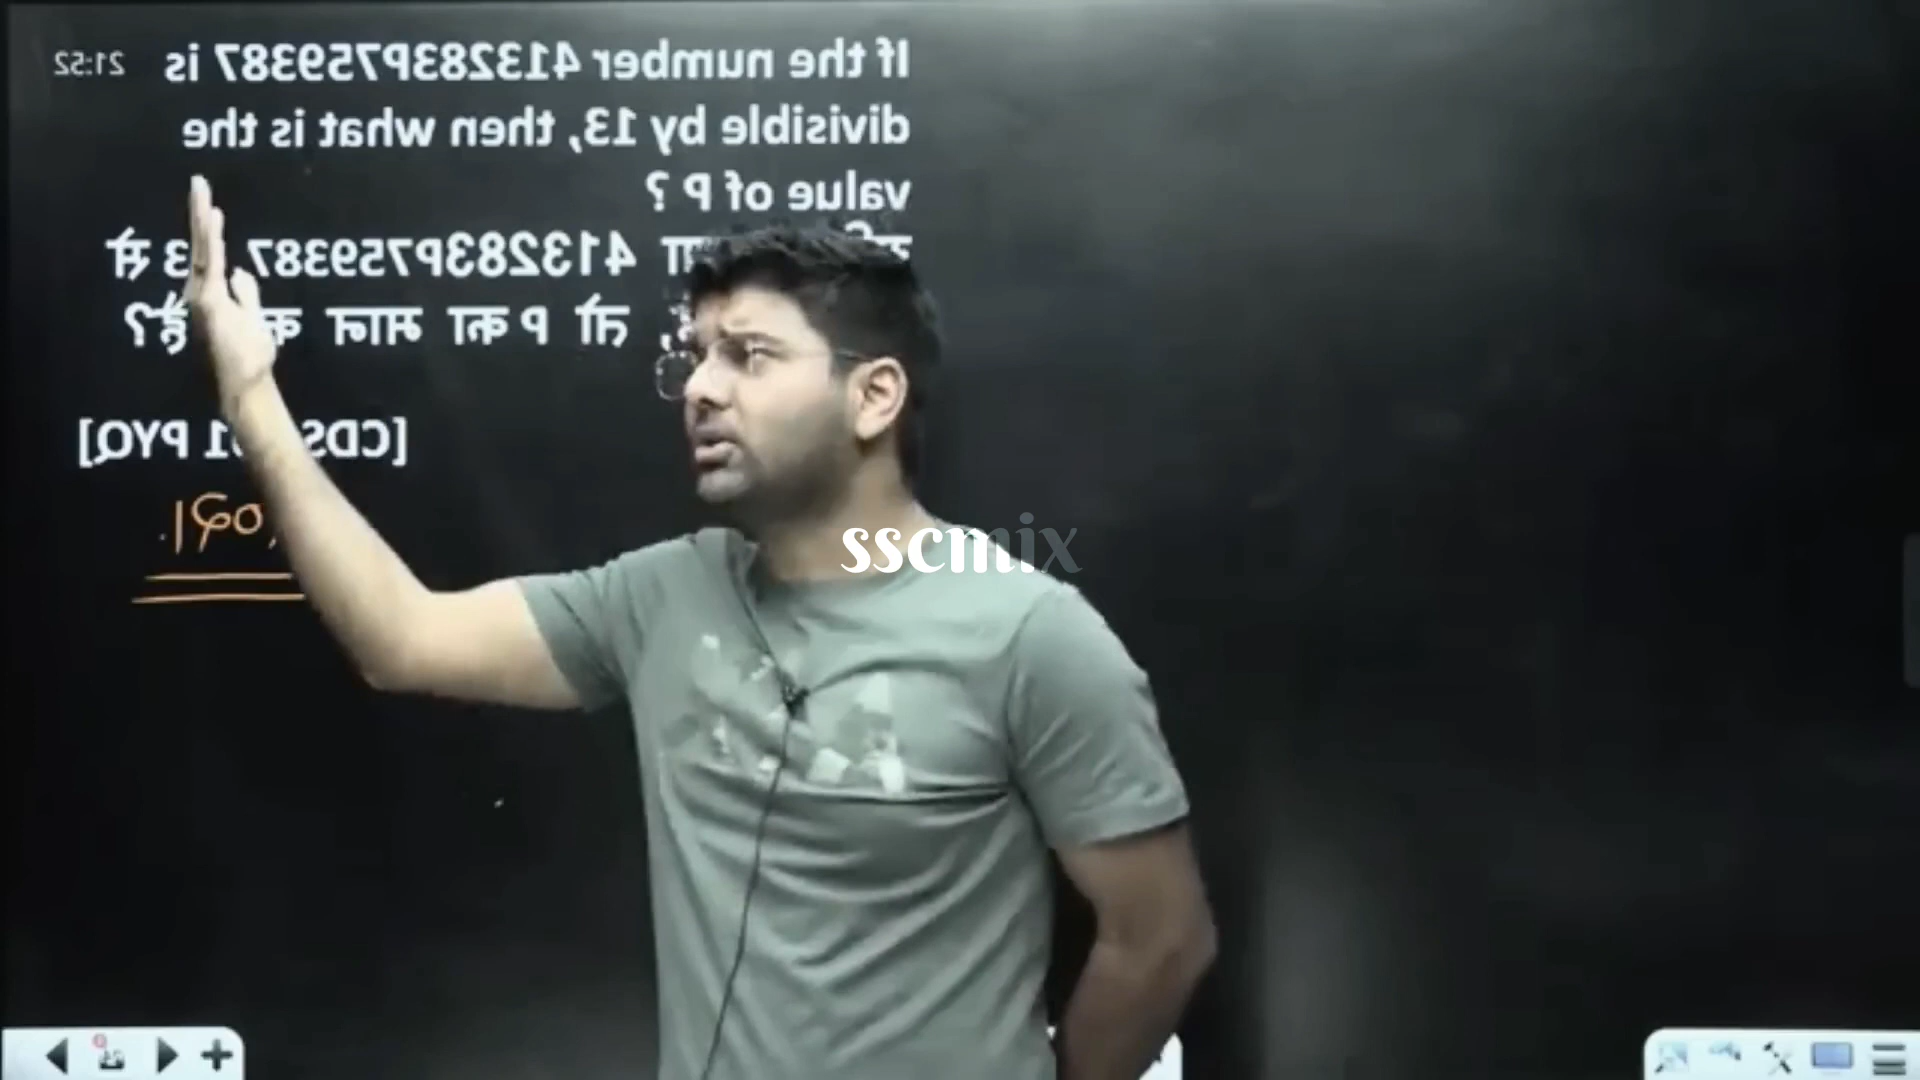 21:52
If the number 413283P759387 is
divisible by 13, then what is the
value of P ?
413283P759387 से
तो P का मान
PYQ]
sscmix